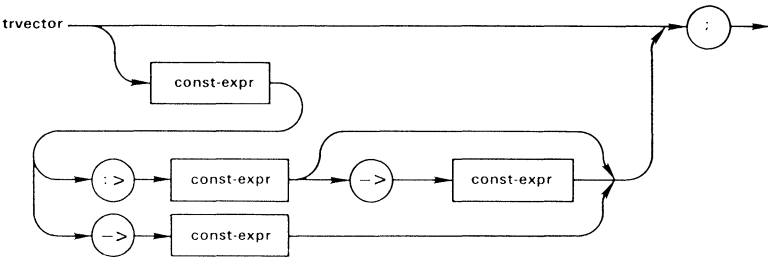 trvector ;
const-expr
:> const-expr -> const-expr
-> const-expr